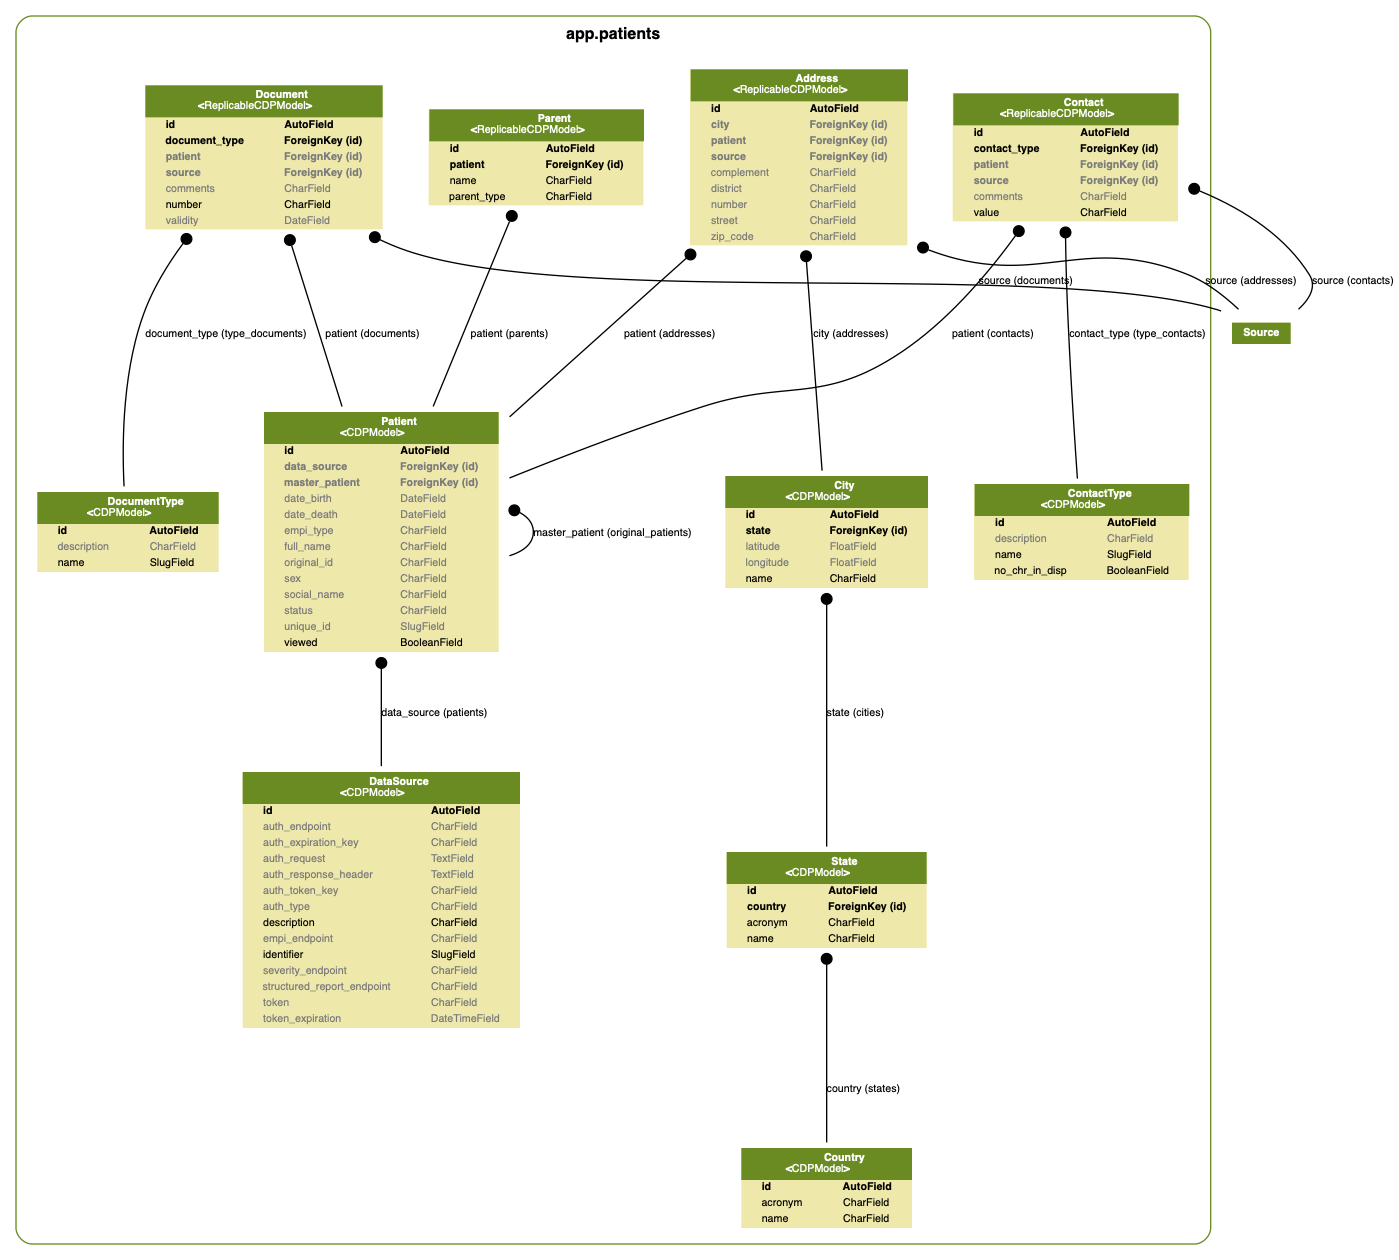 app.patients
Document
<ReplicableCDPModel>
id AutoField
document_type ForeignKey (id)
patient ForeignKey (id)
source ForeignKey (id)
comments CharField
number CharField
validity DateField
Parent
<ReplicableCDPModel>
id AutoField
patient ForeignKey (id)
name CharField
parent_type CharField
Address
<ReplicableCDPModel>
id AutoField
city ForeignKey (id)
patient ForeignKey (id)
source ForeignKey (id)
complement CharField
district CharField
number CharField
street CharField
zip_code CharField
Contact
<ReplicableCDPModel>
id AutoField
contact_type ForeignKey (id)
patient ForeignKey (id)
source ForeignKey (id)
comments CharField
value CharField
source (documents)
source (addresses)
source (contacts)
document_type (type_documents)
patient (documents)
patient (parents)
patient (addresses)
city (addresses)
patient (contacts)
contact_type (type_contacts)
Source
Patient
<CDPModel>
id AutoField
data_source ForeignKey (id)
master_patient ForeignKey (id)
date_birth DateField
date_death DateField
empi_type CharField
full_name CharField
original_id CharField
sex CharField
social_name CharField
status CharField
unique_id SlugField
viewed BooleanField
master_patient (original_patients)
DocumentType
<CDPModel>
id AutoField
description CharField
name SlugField
City
<CDPModel>
id AutoField
state ForeignKey (id)
latitude FloatField
longitude FloatField
name CharField
ContactType
<CDPModel>
id AutoField
description CharField
name SlugField
no_chr_in_disp BooleanField
data_source (patients)
state (cities)
DataSource
<CDPModel>
id AutoField
auth_endpoint CharField
auth_expiration_key CharField
auth_request TextField
auth_response_header TextField
auth_token_key CharField
auth_type CharField
description CharField
empi_endpoint CharField
identifier SlugField
severity_endpoint CharField
structured_report_endpoint CharField
token CharField
token_expiration DateTimeField
State
<CDPModel>
id AutoField
country ForeignKey (id)
acronym CharField
name CharField
country (states)
Country
<CDPModel>
id AutoField
acronym CharField
name CharField